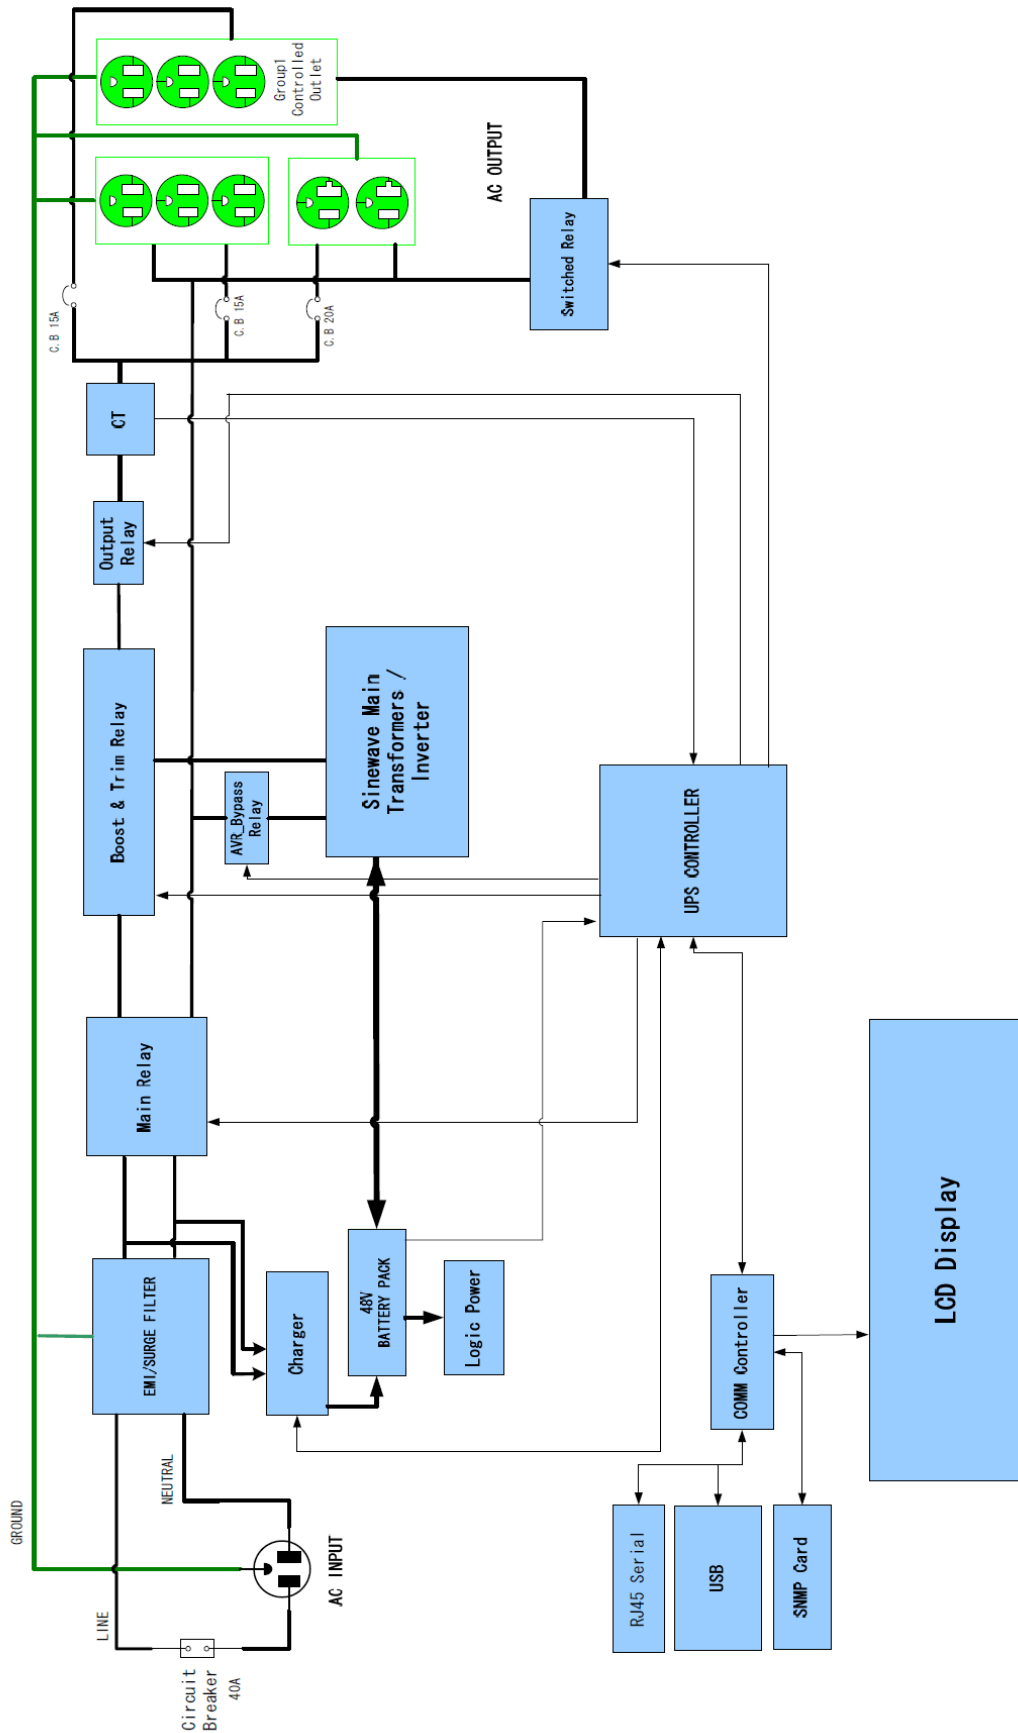 GROUND
LINE
NEUTRAL
Circuit
Breaker
40A
AC INPUT
EMI/SURGE FILTER
Charger
48V
BATTERY PACK
Logic Power
Main Relay
Boost & Trim Relay
AVR_Bypass
Relay
Sinewave Main
Transformers /
Inverter
Output
Relay
CT
C.B 15A
C.B 15A
C.B 20A
Group1
Controlled
Outlet
AC OUTPUT
Switched Relay
UPS CONTROLLER
COMM Controller
RJ45 Serial
USB
SNMP Card
LCD Display